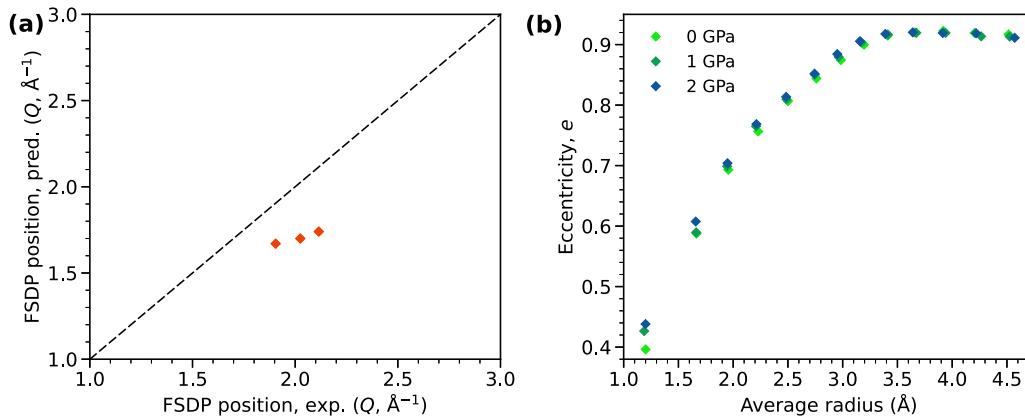 (a)
FSDP position, pred. (Q, Å⁻¹)
3.0
2.5
2.0
1.5
1.0
1.0 1.5 2.0 2.5 3.0
FSDP position, exp. (Q, Å⁻¹)
(b)
Eccentricity, e
0.9
0.8
0.7
0.6
0.5
0.4
0 GPa
1 GPa
2 GPa
1.0 1.5 2.0 2.5 3.0 3.5 4.0 4.5
Average radius (Å)